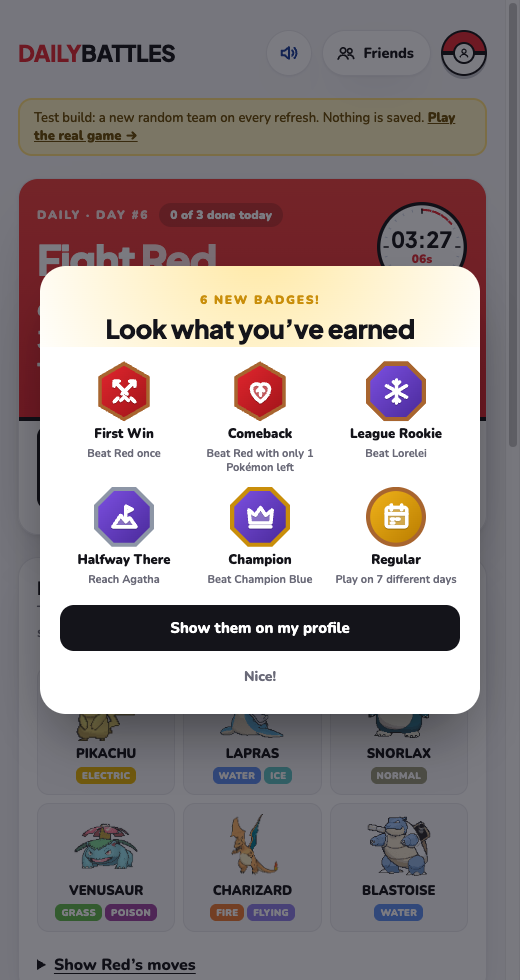 DAILYBATTLES
Friends
Test build: a new random team on every refresh. Nothing is saved. Play
the real game →
DAILY · DAY #6
0 of 3 done today
Fight Red
03:27
06s
6 NEW BADGES!
Look what you’ve earned
First Win
Comeback
League Rookie
Beat Red once
Beat Red with only 1
Pokémon left
Beat Lorelei
Halfway There
Champion
Regular
Reach Agatha
Beat Champion Blue
Play on 7 different days
Show them on my profile
Nice!
PIKACHU
LAPRAS
SNORLAX
ELECTRIC
WATER
ICE
NORMAL
VENUSAUR
CHARIZARD
BLASTOISE
GRASS
POISON
FIRE
FLYING
WATER
Show Red’s moves